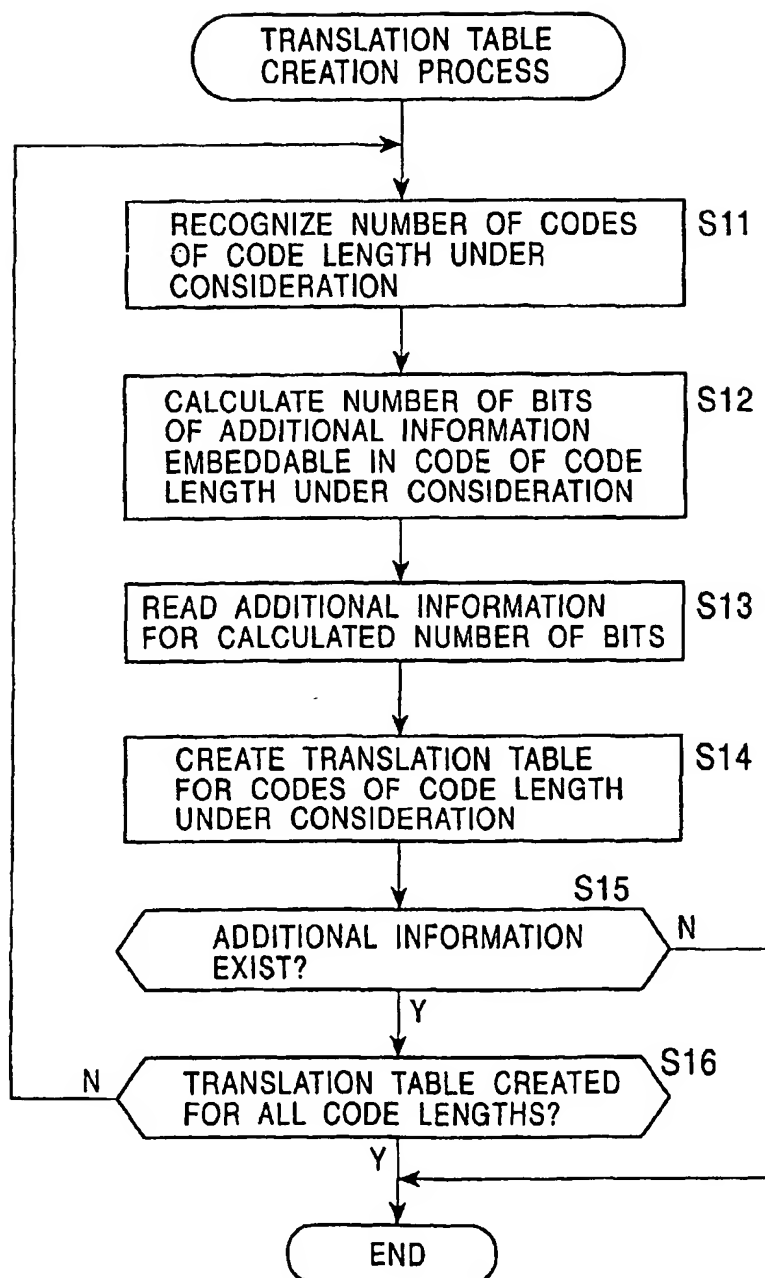 TRANSLATION TABLE
CREATION PROCESS
RECOGNIZE NUMBER OF CODES
OF CODE LENGTH UNDER
CONSIDERATION
S11
CALCULATE NUMBER OF BITS
OF ADDITIONAL INFORMATION
EMBEDDABLE IN CODE OF CODE
LENGTH UNDER CONSIDERATION
S12
READ ADDITIONAL INFORMATION
FOR CALCULATED NUMBER OF BITS
S13
CREATE TRANSLATION TABLE
FOR CODES OF CODE LENGTH
UNDER CONSIDERATION
S14
S15
ADDITIONAL INFORMATION
EXIST?
N
Y
S16
N
TRANSLATION TABLE CREATED
FOR ALL CODE LENGTHS?
Y
END